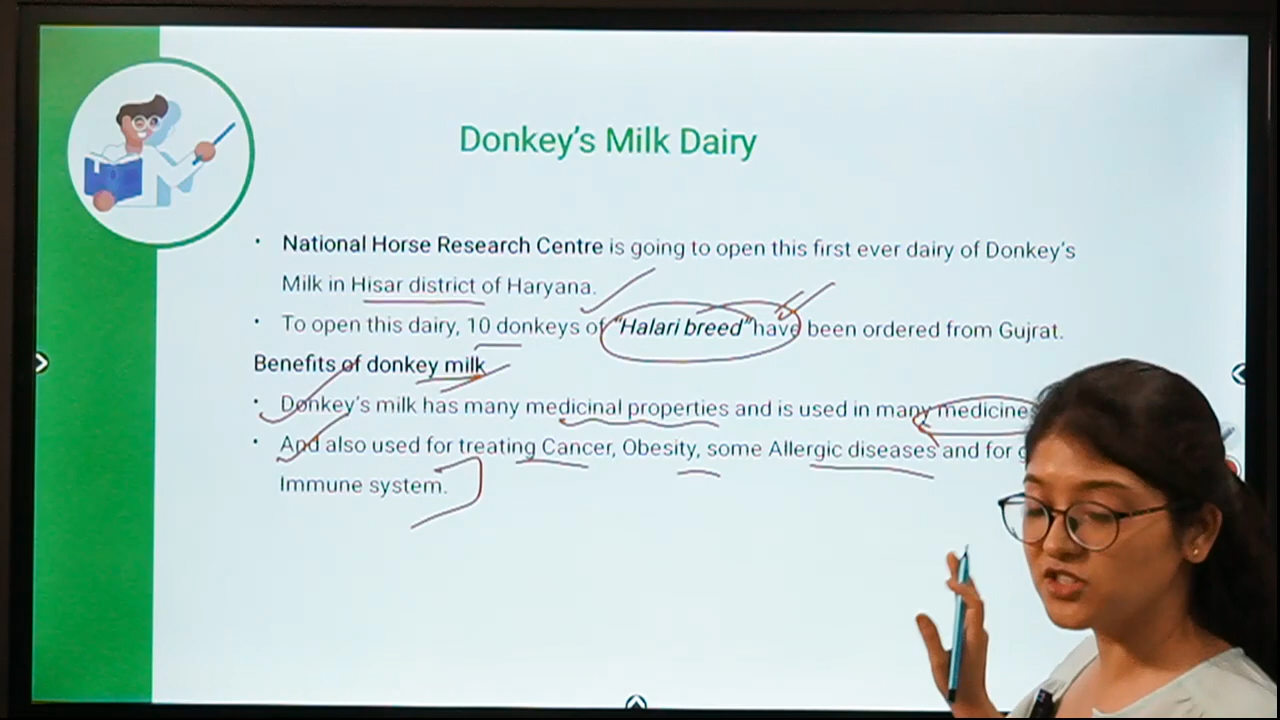 Donkey's Milk Dairy
• National Horse Research Centre is going to open this first ever dairy of Donkey's
Milk in Hisar district of Haryana.
• To open this dairy, 10 donkeys of "Halari breed" have been ordered from Gujrat.
Benefits of donkey milk
• Donkey's milk has many medicinal properties and is used in many medicines
• And also used for treating Cancer, Obesity, some Allergic diseases and for
Immune system.